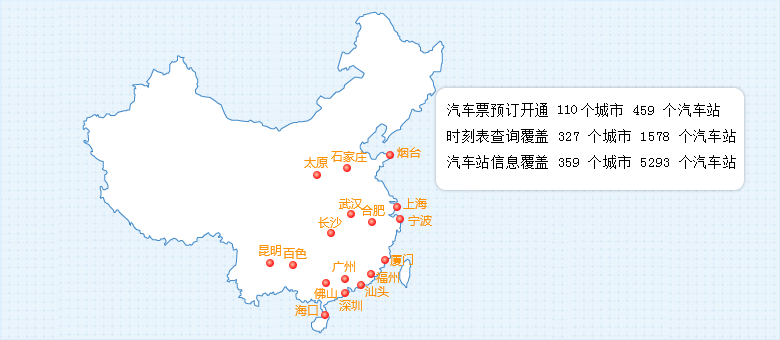 汽车票预订开通 110个城市 459 个汽车站
时刻表查询覆盖 327 个城市 1578 个汽车站
汽车站信息覆盖 359 个城市 5293 个汽车站
烟台
石家庄
太原
武汉
上海
合肥
宁波
长沙
昆明
百色
厦门
广州
福州
佛山
汕头
深圳
海口